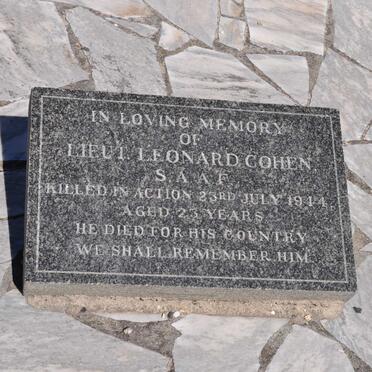 IN LOVING MEMORY
OF
LIEUT. LEONARD COHEN
S.A.A.F.
KILLED IN ACTION 23RD JULY 1944
AGED 23 YEARS
HE DIED FOR HIS COUNTRY
WE SHALL REMEMBER HIM